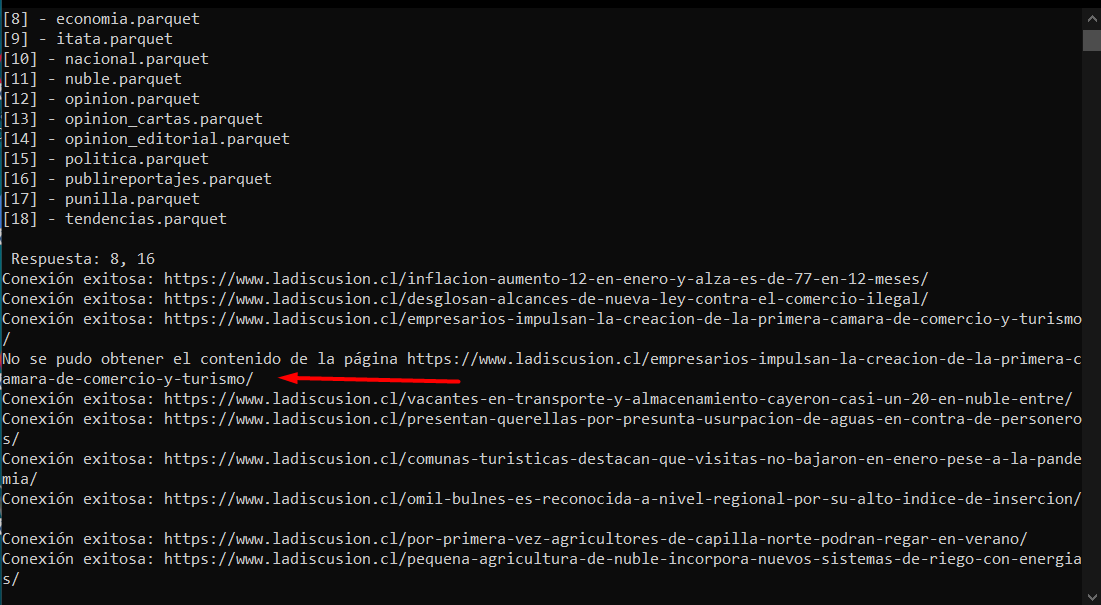 [8] - economia.parquet
[9] - itata.parquet
[10] - nacional.parquet
[11] - nuble.parquet
[12] - opinion.parquet
[13] - opinion_cartas.parquet
[14] - opinion_editorial.parquet
[15] - politica.parquet
[16] - publireportajes.parquet
[17] - punilla.parquet
[18] - tendencias.parquet
Respuesta: 8, 16
Conexión exitosa: https://www.ladiscusion.cl/inflacion-aumento-12-en-enero-y-alza-es-de-77-en-12-meses/
Conexión exitosa: https://www.ladiscusion.cl/desglosan-alcances-de-nueva-ley-contra-el-comercio-ilegal/
Conexión exitosa: https://www.ladiscusion.cl/empresarios-impulsan-la-creacion-de-la-primera-camara-de-comercio-y-turismo
/
No se pudo obtener el contenido de la página https://www.ladiscusion.cl/empresarios-impulsan-la-creacion-de-la-primera-c
amara-de-comercio-y-turismo/
Conexión exitosa: https://www.ladiscusion.cl/vacantes-en-transporte-y-almacenamiento-cayeron-casi-un-20-en-nuble-entre/
Conexión exitosa: https://www.ladiscusion.cl/presentan-querellas-por-presunta-usurpacion-de-aguas-en-contra-de-personero
s/
Conexión exitosa: https://www.ladiscusion.cl/comunas-turisticas-destacan-que-visitas-no-bajaron-en-enero-pese-a-la-pande
mia/
Conexión exitosa: https://www.ladiscusion.cl/omil-bulnes-es-reconocida-a-nivel-regional-por-su-alto-indice-de-insercion/
Conexión exitosa: https://www.ladiscusion.cl/por-primera-vez-agricultores-de-capilla-norte-podran-regar-en-verano/
Conexión exitosa: https://www.ladiscusion.cl/pequena-agricultura-de-nuble-incorpora-nuevos-sistemas-de-riego-con-energia
s/